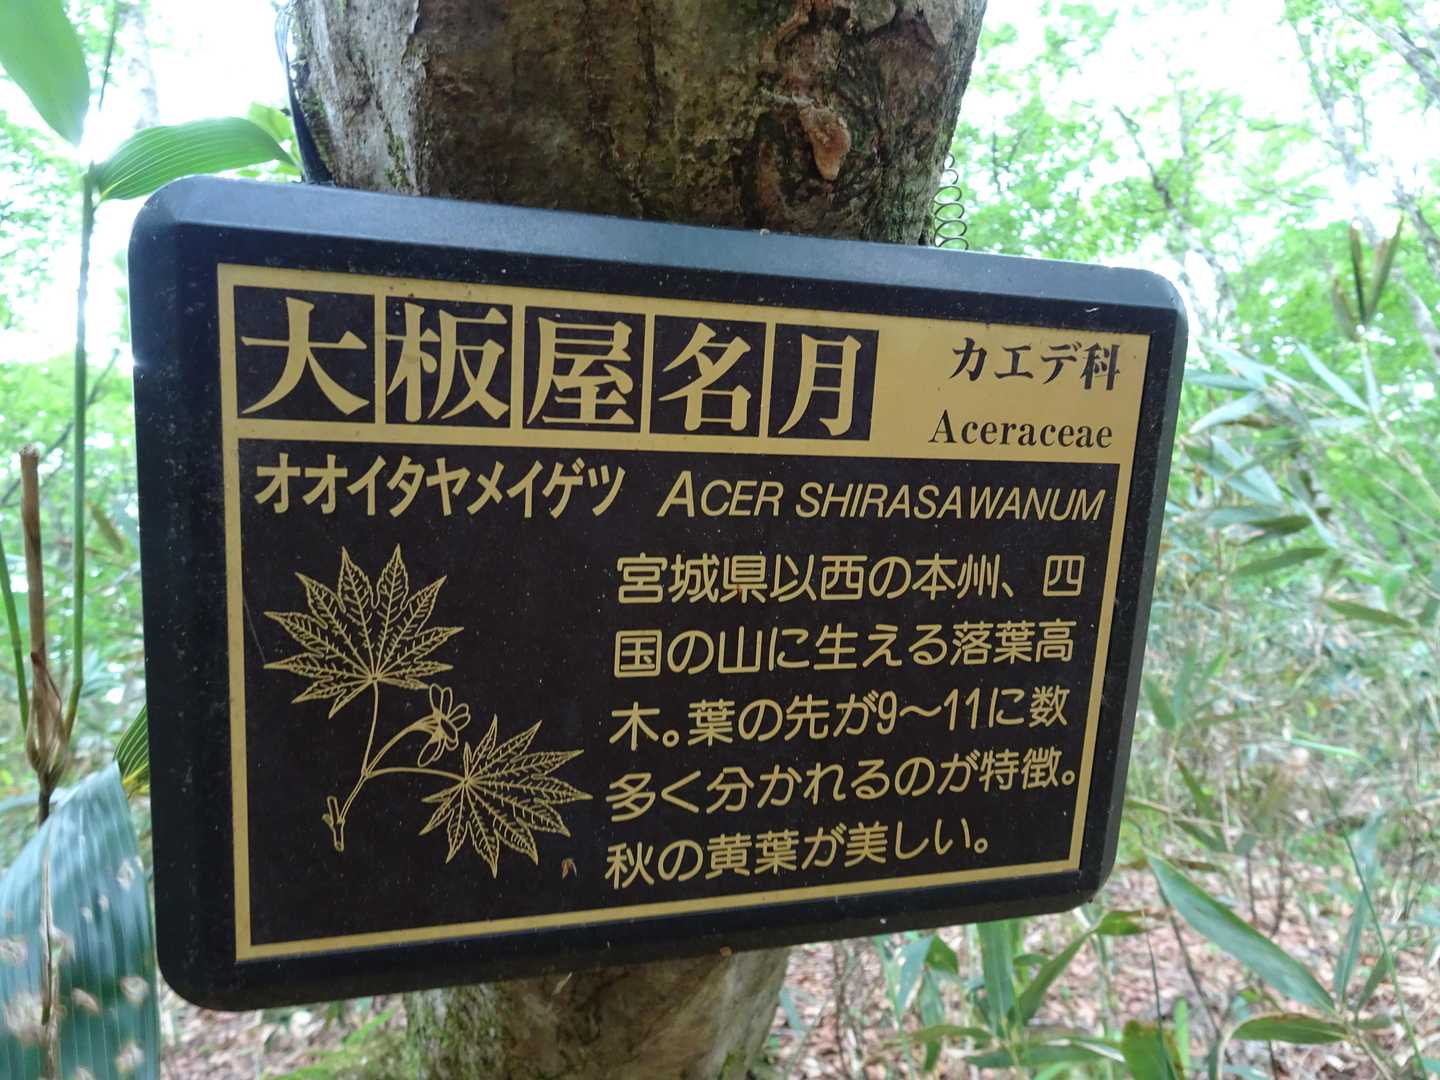 大板屋名月
カエデ科
Aceraceae
オオイタヤメイゲツ ACER SHIRASAWANUM
宮城県以西の本州、四
国の山に生える落葉高
木。葉の先が9〜11に数
多く分かれるのが特徴。
秋の黄葉が美しい。